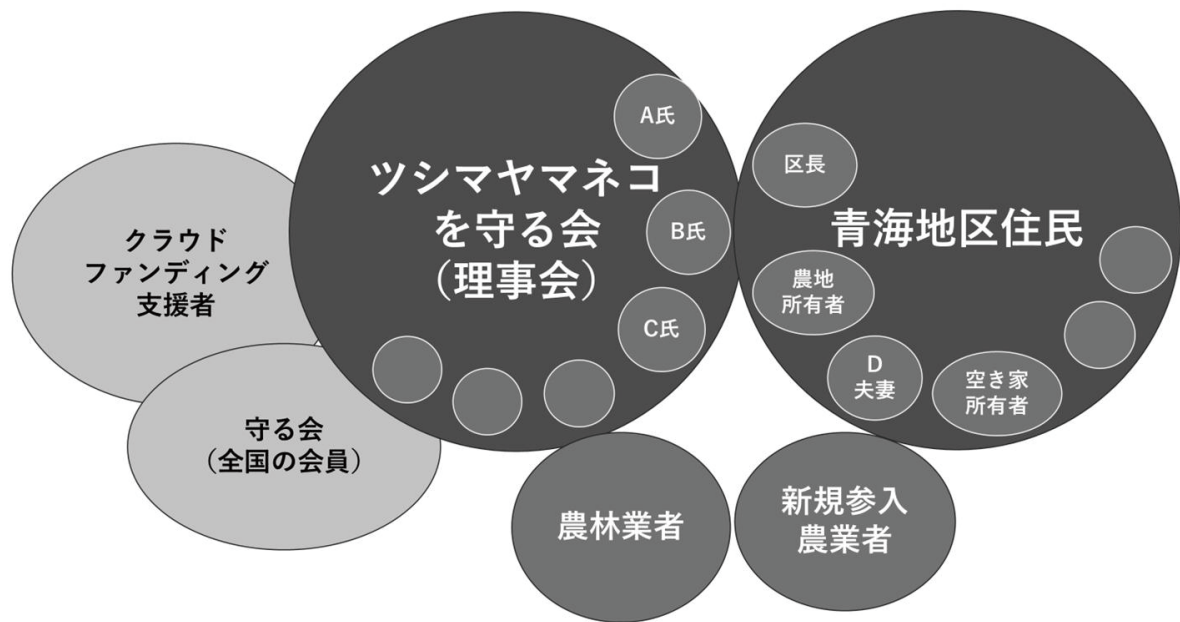 クラウド
ファンディング
支援者
守る会
（全国の会員）
ツシマヤマネコ
を守る会
（理事会）
A氏
B氏
C氏
青海地区住民
区長
農地
所有者
D
夫妻
空き家
所有者
農林業者
新規参入
農業者